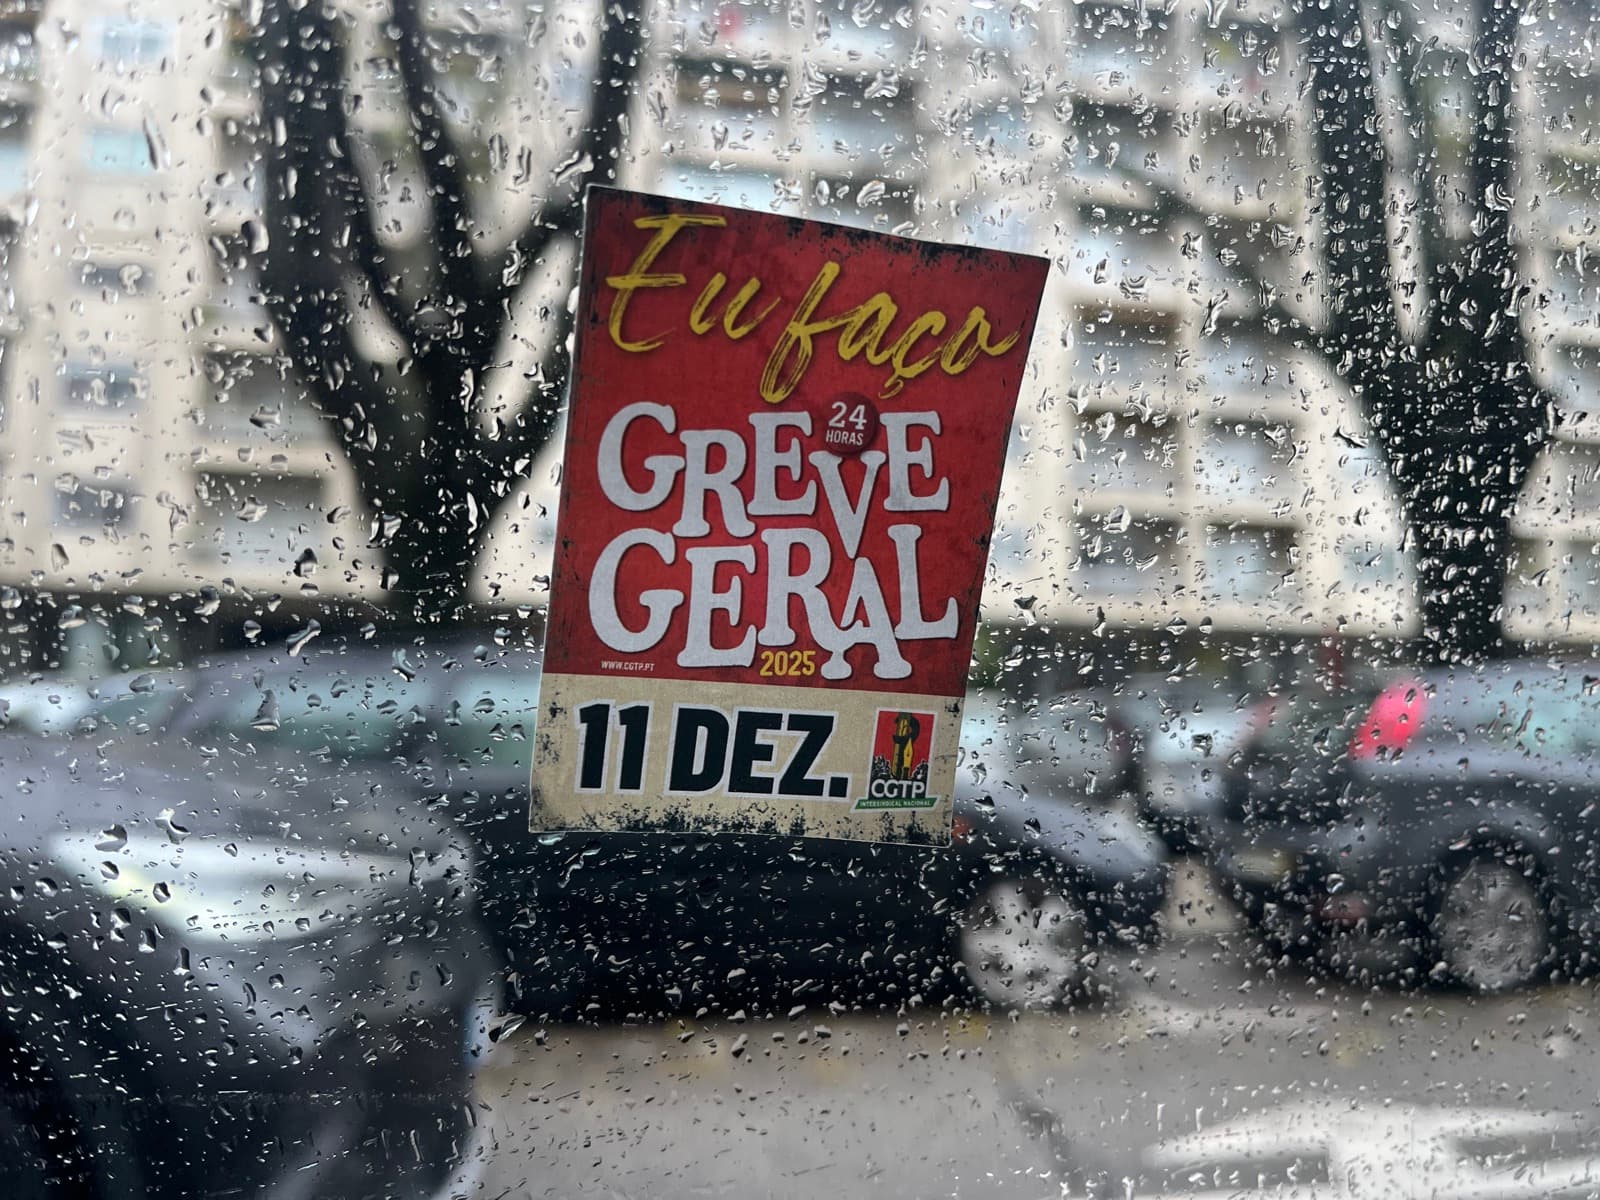 Eu faço
24
HORAS
GREVE
GERAL
WWW.CGTP.PT
2025
11 DEZ.
CGTP
INTERSINDICAL NACIONAL